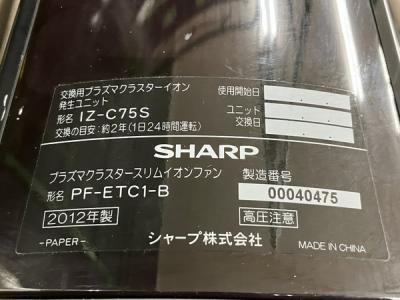 交換用プラズマクラスターイオン
発生ユニット
形名 IZ-C75S
交換の目安:約2年(1日24時間運転)
使用開始日
ユニット
交換日
SHARP
プラズマクラスタースリムイオンファン
形名 PF-ETC1-B
製造番号
00040475
2012年製
高圧注意
-PAPER-
シャープ株式会社
MADE IN CHINA